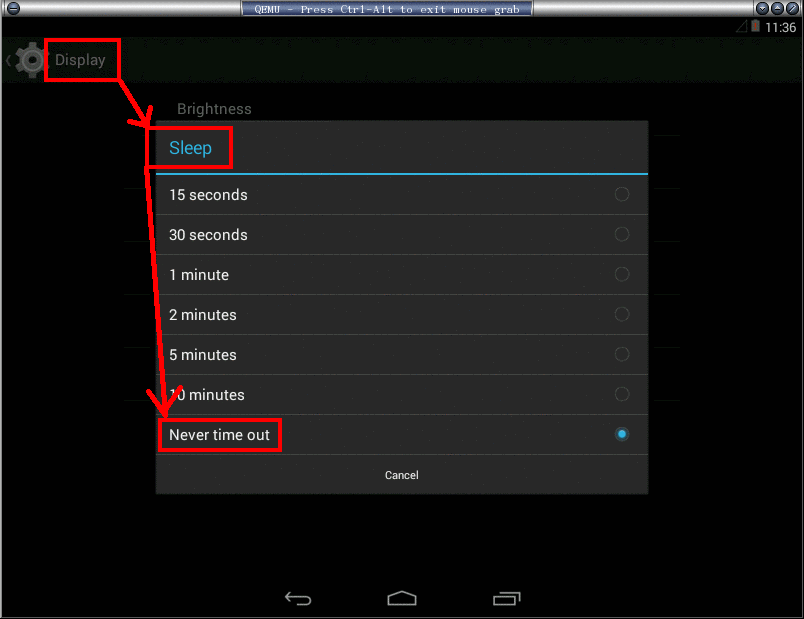 QEMU - Press Ctrl-Alt to exit mouse grab
11:36
Display
Brightness
Sleep
15 seconds
30 seconds
1 minute
2 minutes
5 minutes
10 minutes
Never time out
Cancel